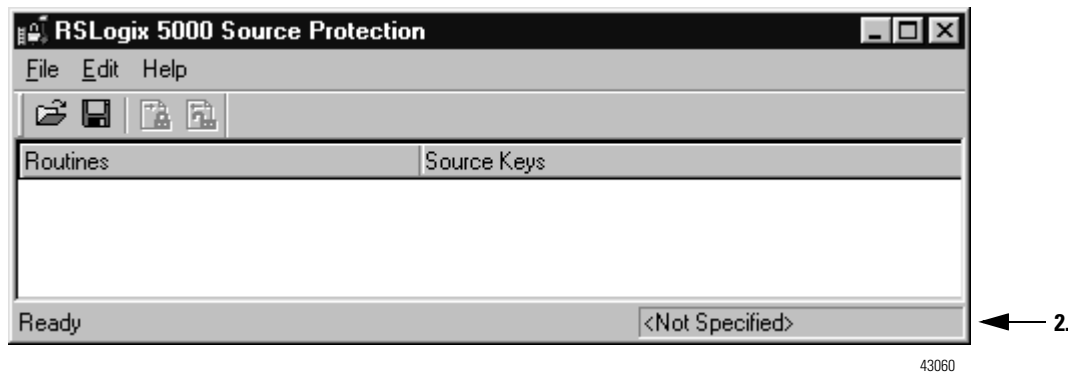 RSLogix 5000 Source Protection
File Edit Help
Routines Source Keys
Ready <Not Specified> 2.
43060